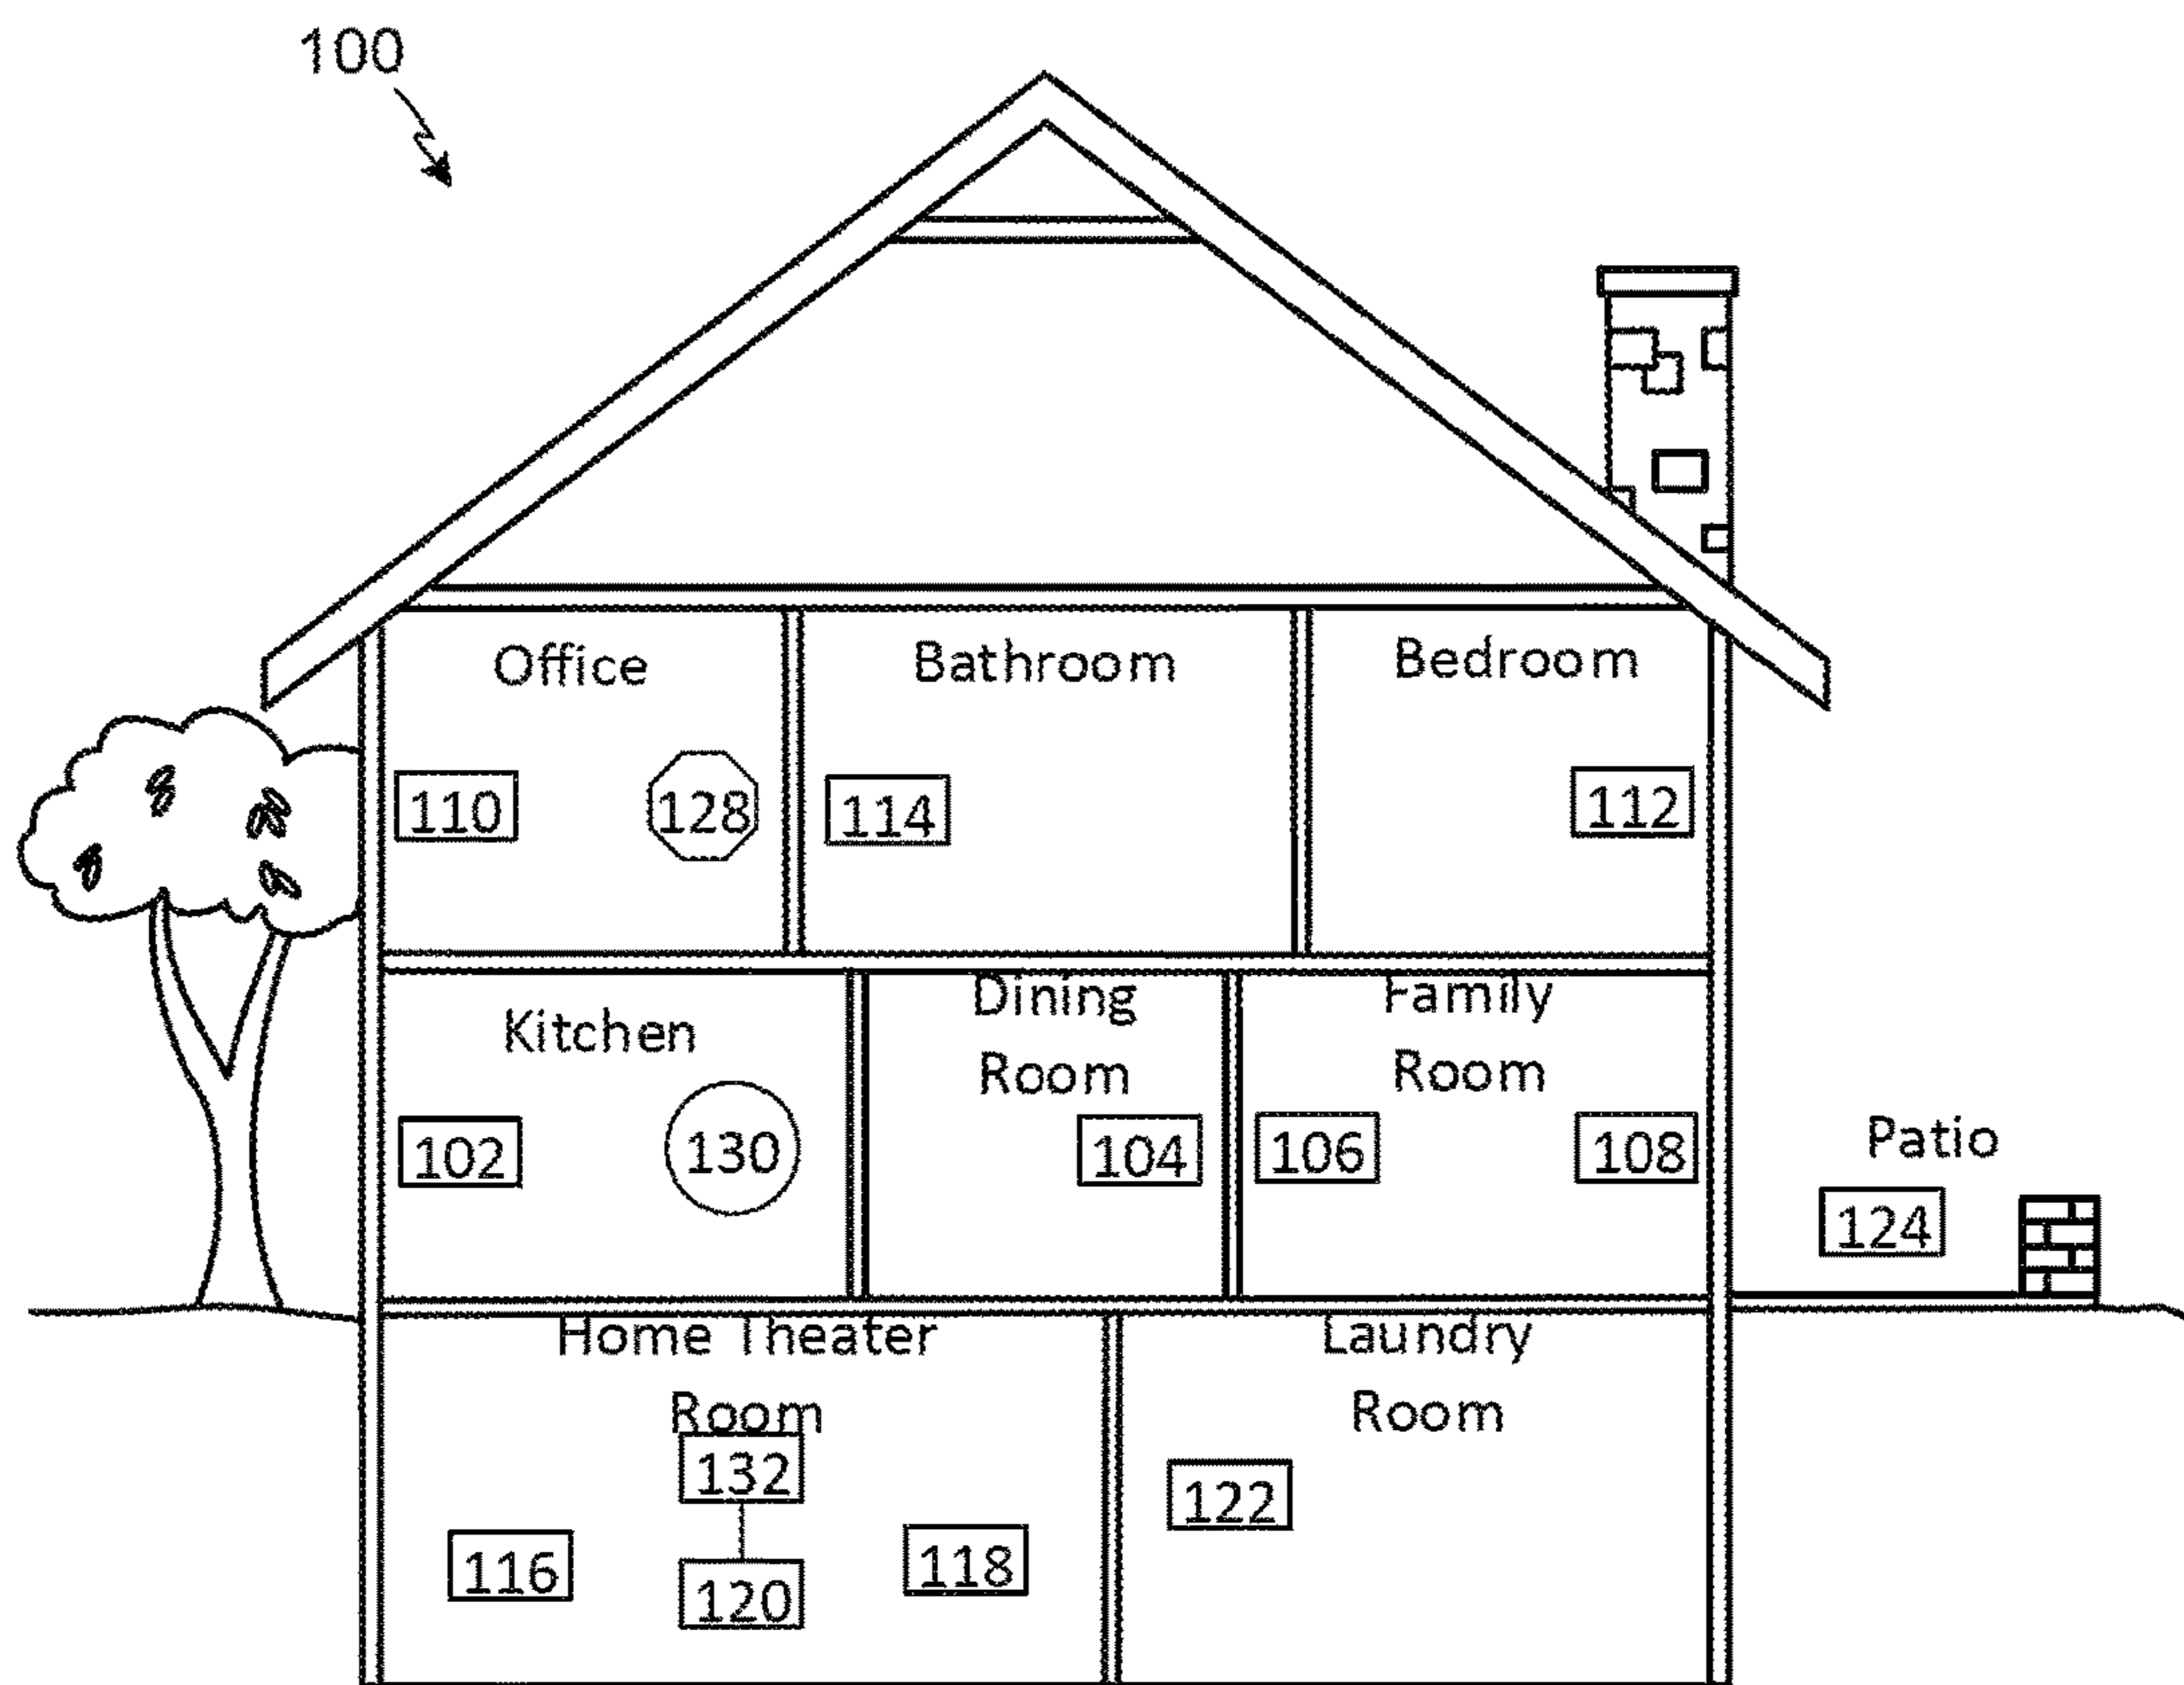 100
Office
Bathroom
Bedroom
110
128
114
112
Kitchen
Dining
Room
Family
Room
102
130
104
106
108
Patio
124
Home Theater
Room
Laundry
Room
132
122
116
120
118